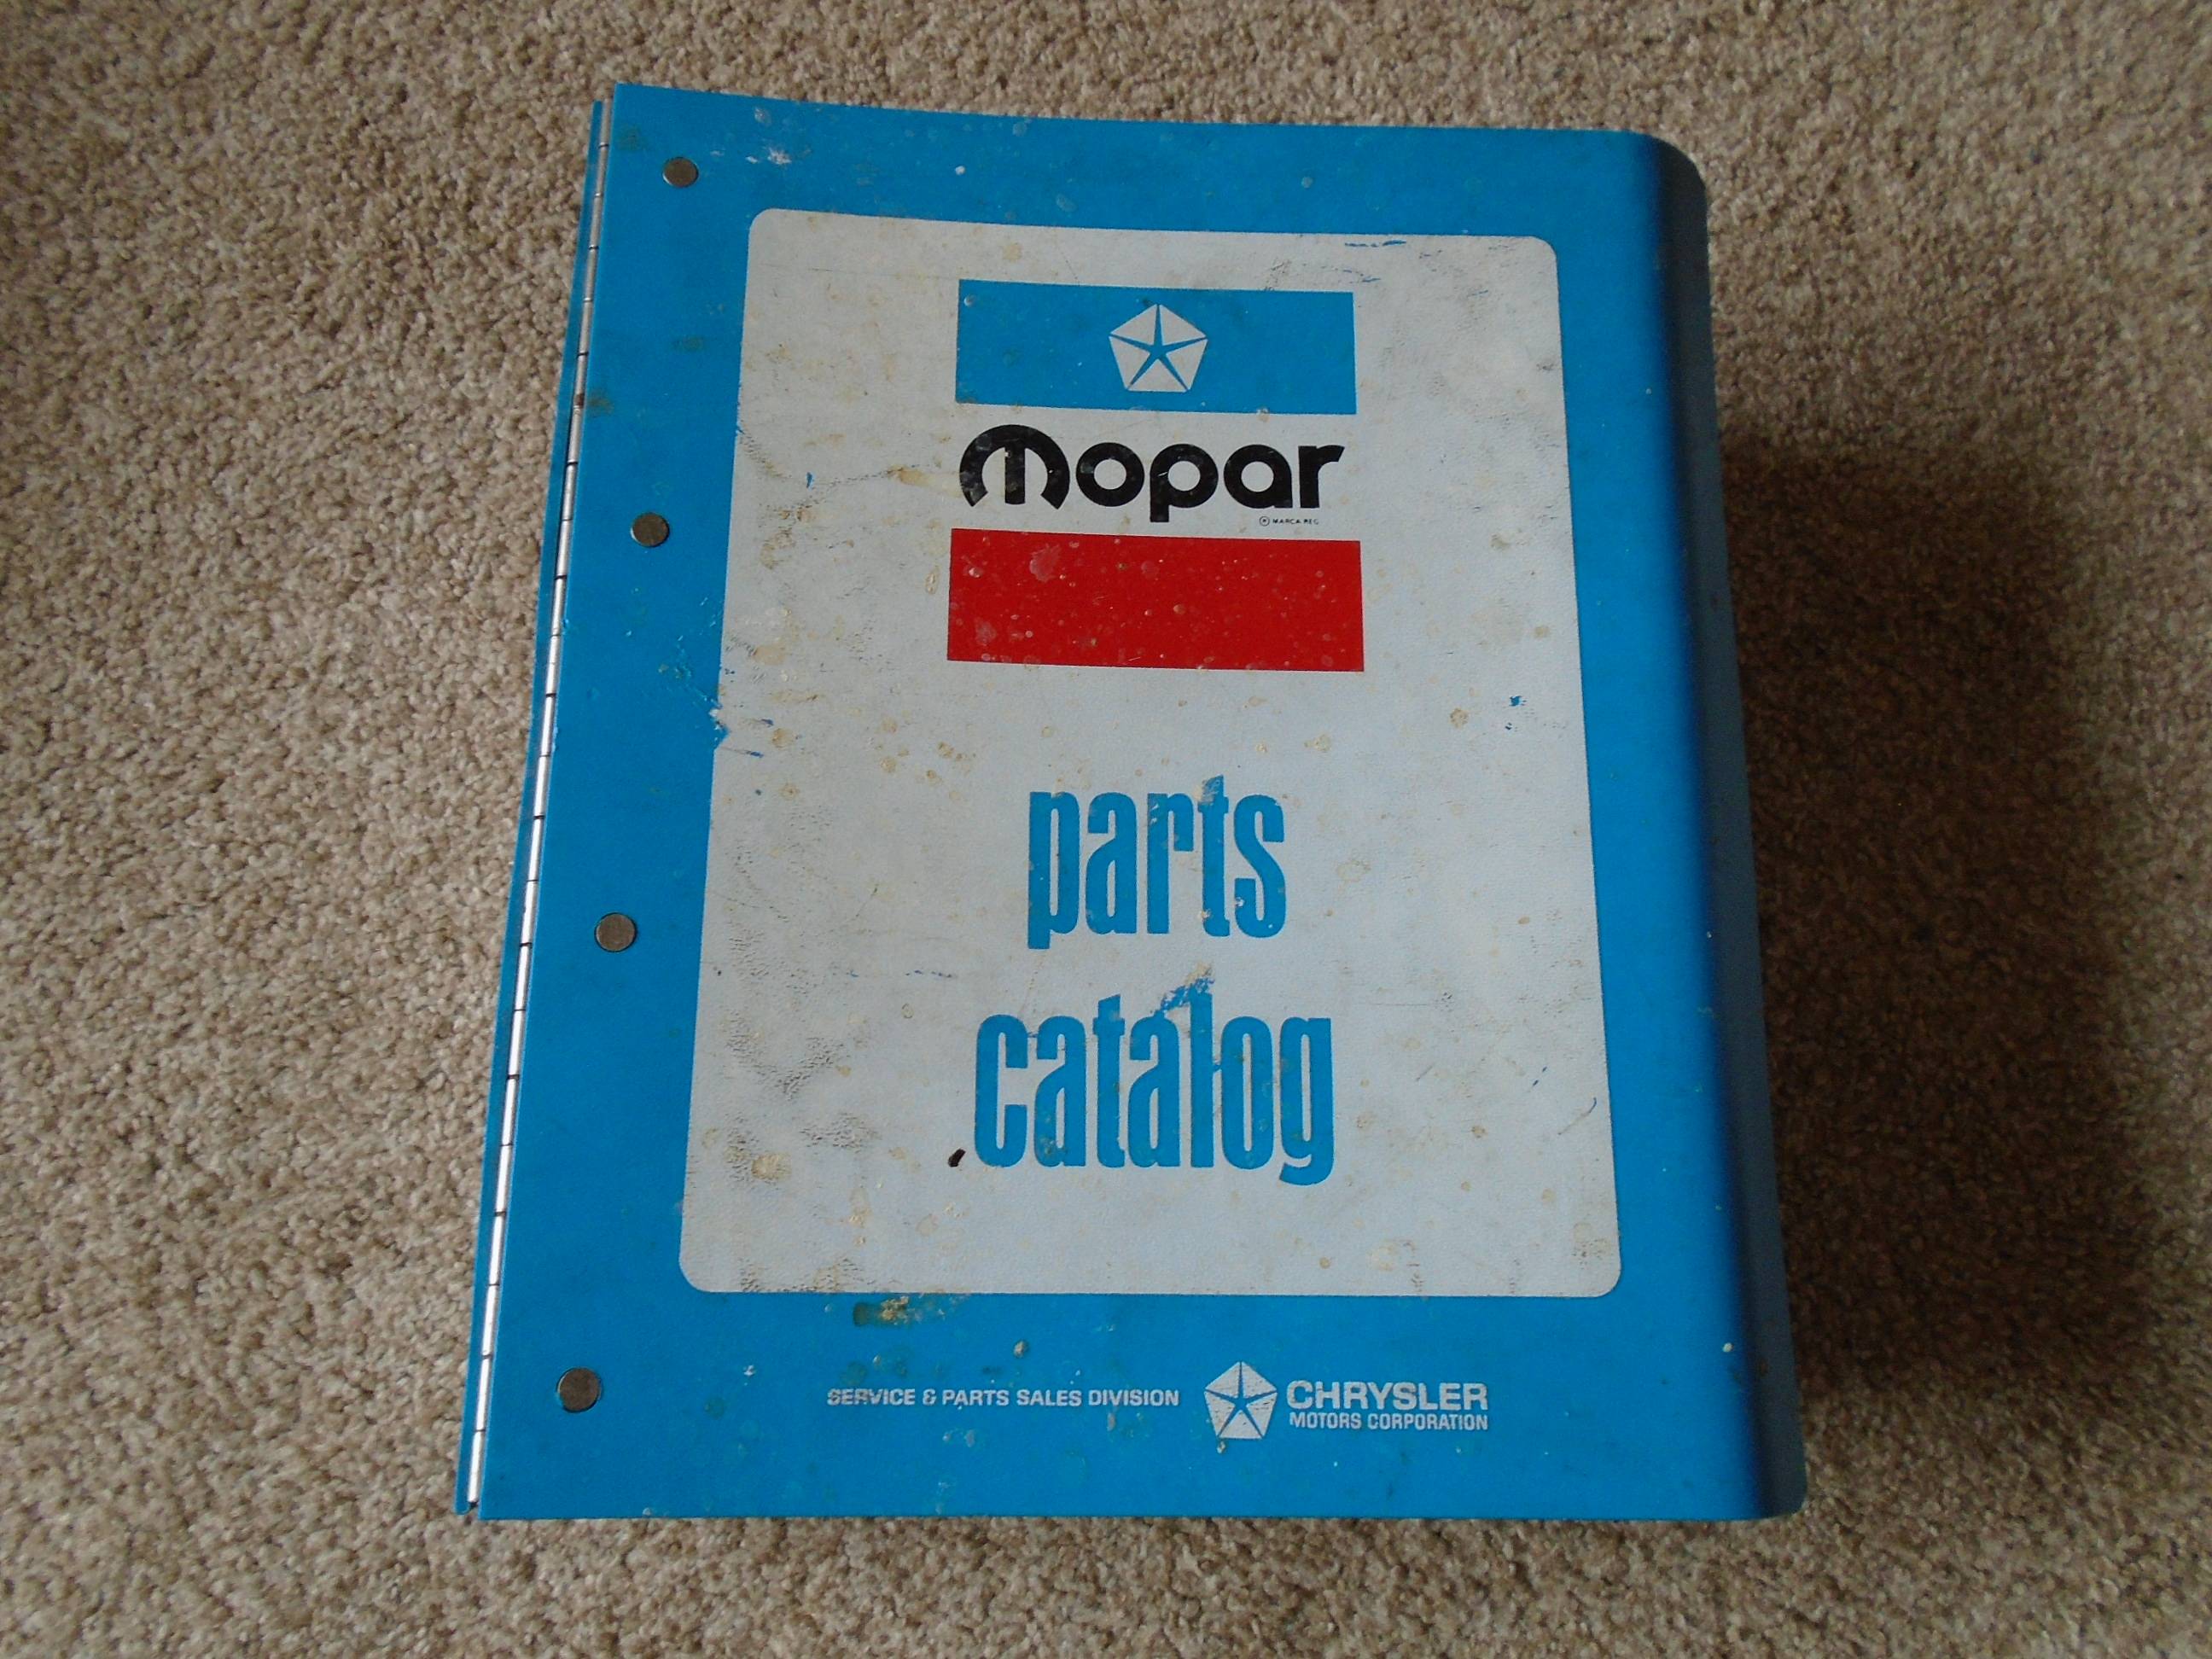 mopar
® MARCA REG
parts
catalog
SERVICE & PARTS SALES DIVISION
CHRYSLER
MOTORS CORPORATION